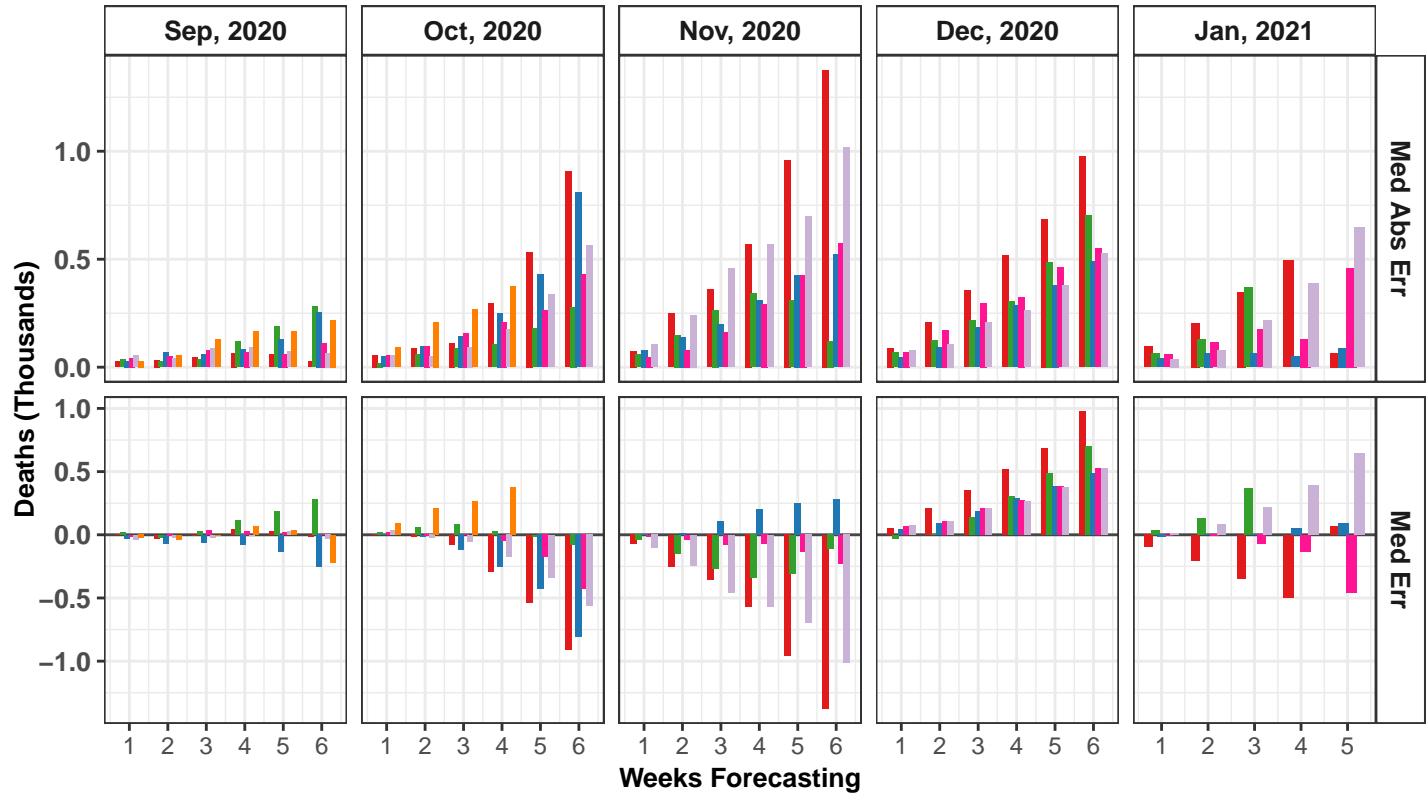 Sep, 2020
Oct, 2020
Nov, 2020
Dec, 2020
Jan, 2021
Deaths (Thousands)
1.0
0.5
0.0
Med Abs Err
1.0
0.5
0.0
−0.5
−1.0
Med Err
1 2 3 4 5 6
1 2 3 4 5 6
1 2 3 4 5 6
1 2 3 4 5 6
1 2 3 4 5
Weeks Forecasting